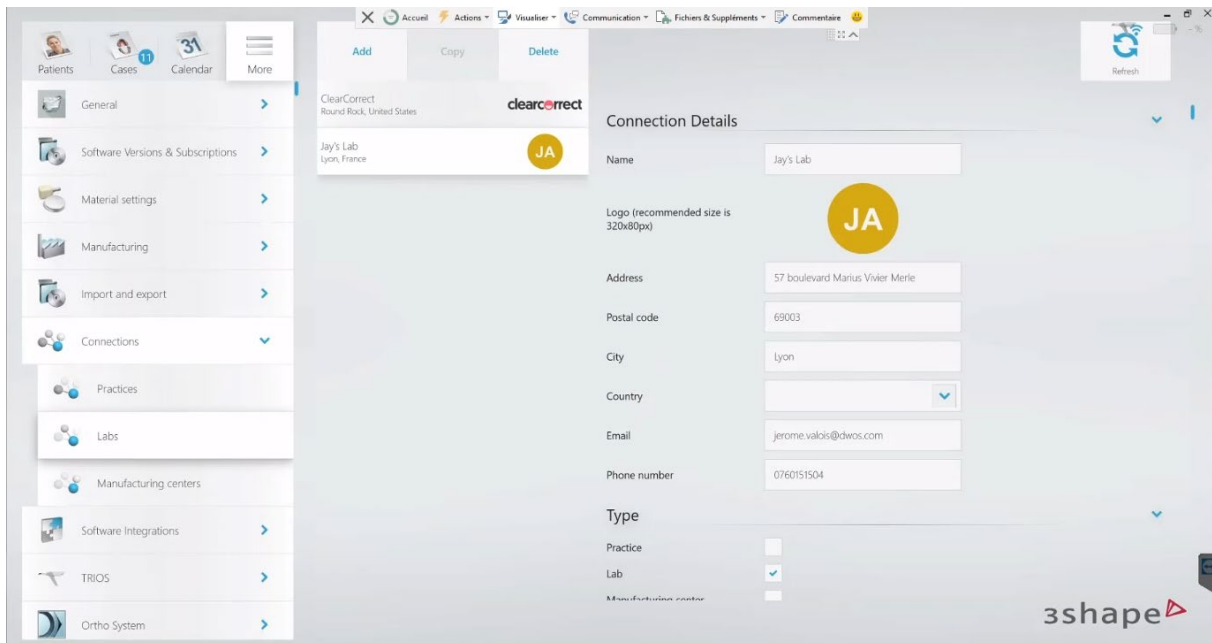 Accueil Actions Visualiser Communication Fichiers & Suppléments Commentaire
Patients
Cases
11
31
Calendar
More
General
Software Versions & Subscriptions
Material settings
Manufacturing
Import and export
Connections
Practices
Labs
Manufacturing centers
Software Integrations
TRIOS
Ortho System
Add
Copy
Delete
ClearCorrect
Round Rock, United States
clearcorrect
Jay's Lab
Lyon, France
JA
Refresh
Connection Details
Name
Jay's Lab
Logo (recommended size is
320x80px)
JA
Address
57 boulevard Marius Vivier Merle
Postal code
69003
City
Lyon
Country
Email
jerome.valois@dwos.com
Phone number
0760151504
Type
Practice
Lab
Manufacturing center
3shape